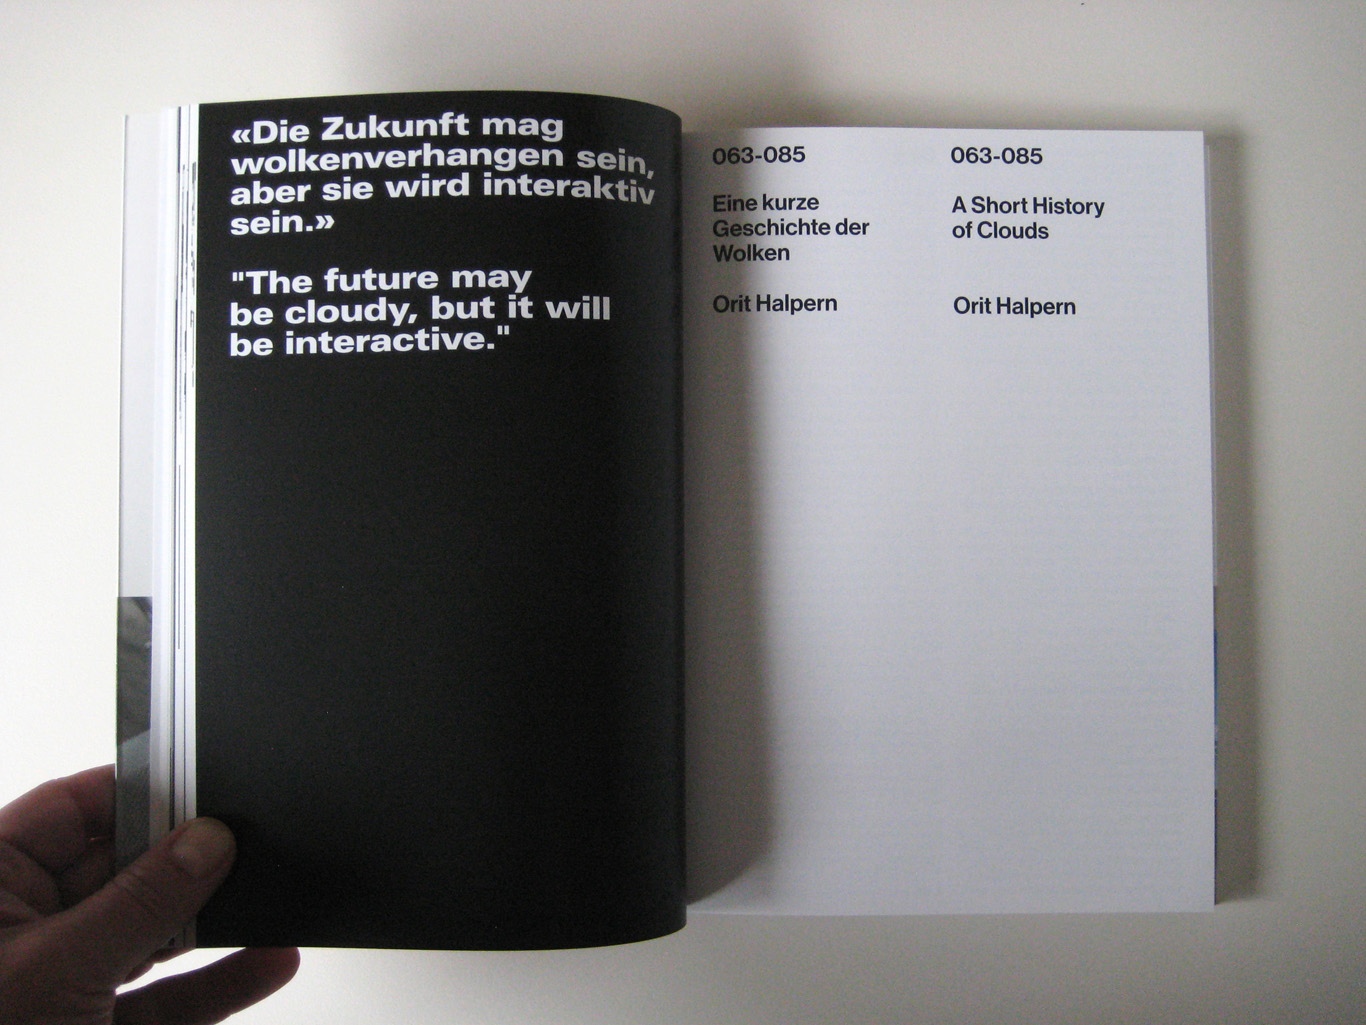 «Die Zukunft mag
wolkenverhangen sein,
aber sie wird interaktiv
sein.»
"The future may
be cloudy, but it will
be interactive."
063-085
Eine kurze
Geschichte der
Wolken
Orit Halpern
063-085
A Short History
of Clouds
Orit Halpern